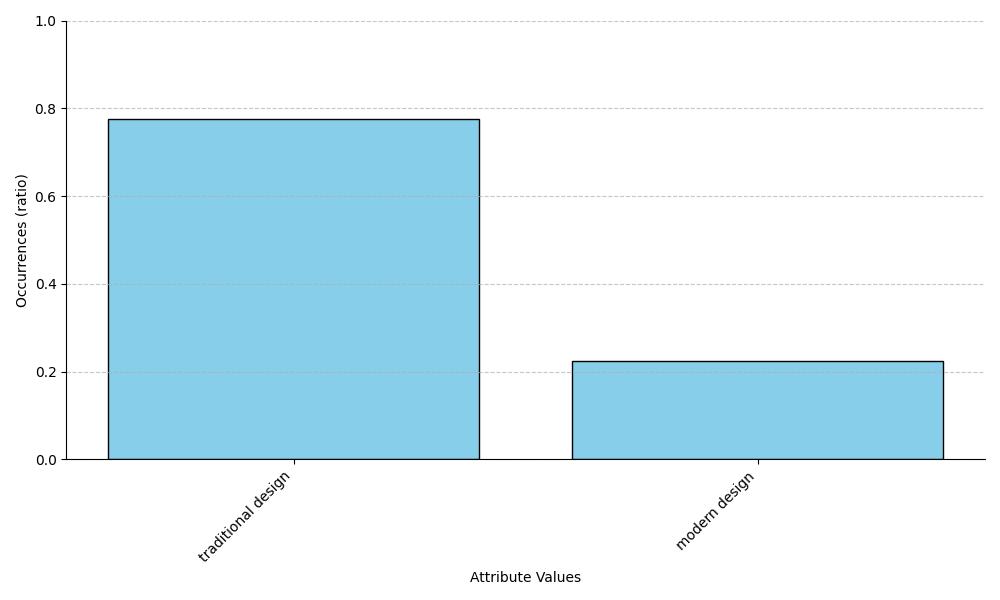 1.0
0.8
0.6
0.4
0.2
0.0
Occurrences (ratio)
traditional design
modern design
Attribute Values